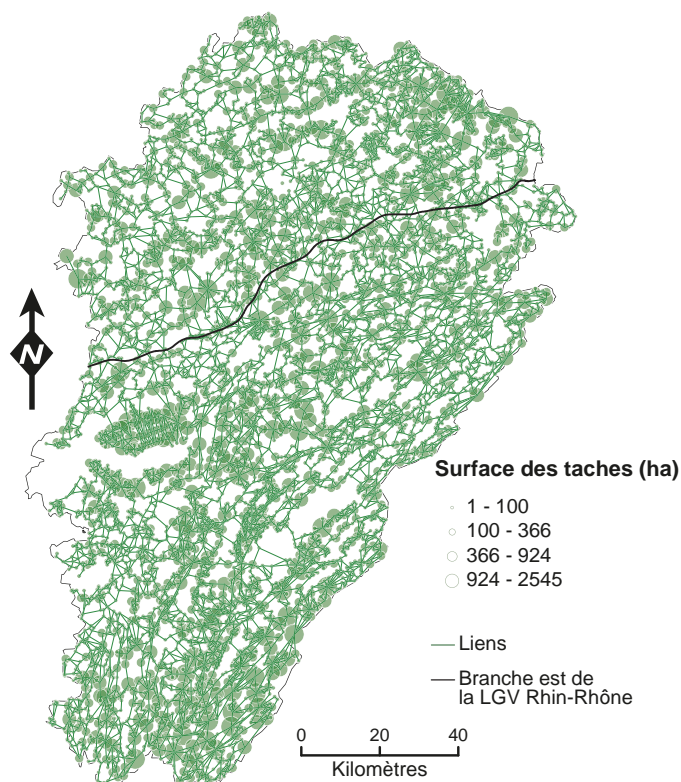 N
Surface des taches (ha)
1 - 100
100 - 366
366 - 924
924 - 2545
Liens
Branche est de
la LGV Rhin-Rhône
0 20 40
Kilomètres